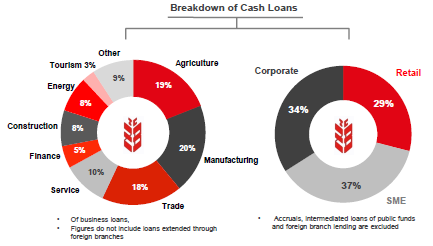 Breakdown of Cash Loans
Other
Tourism 3%
Energy
Construction
Finance
Service
Trade
Manufacturing
Agriculture
9%
19%
8%
8%
5%
10%
18%
20%
Corporate
Retail
34%
29%
37%
SME
• Of business loans,
• Figures do not include loans extended through
foreign branches
• Accruals, intermediated loans of public funds
and foreign branch lending are excluded